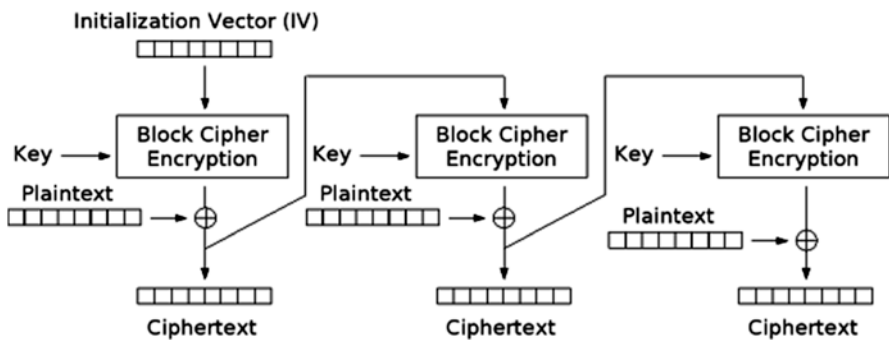 Initialization Vector (IV)
Block Cipher
Encryption
Key
Plaintext
Ciphertext
Block Cipher
Encryption
Key
Plaintext
Ciphertext
Block Cipher
Encryption
Key
Plaintext
Ciphertext